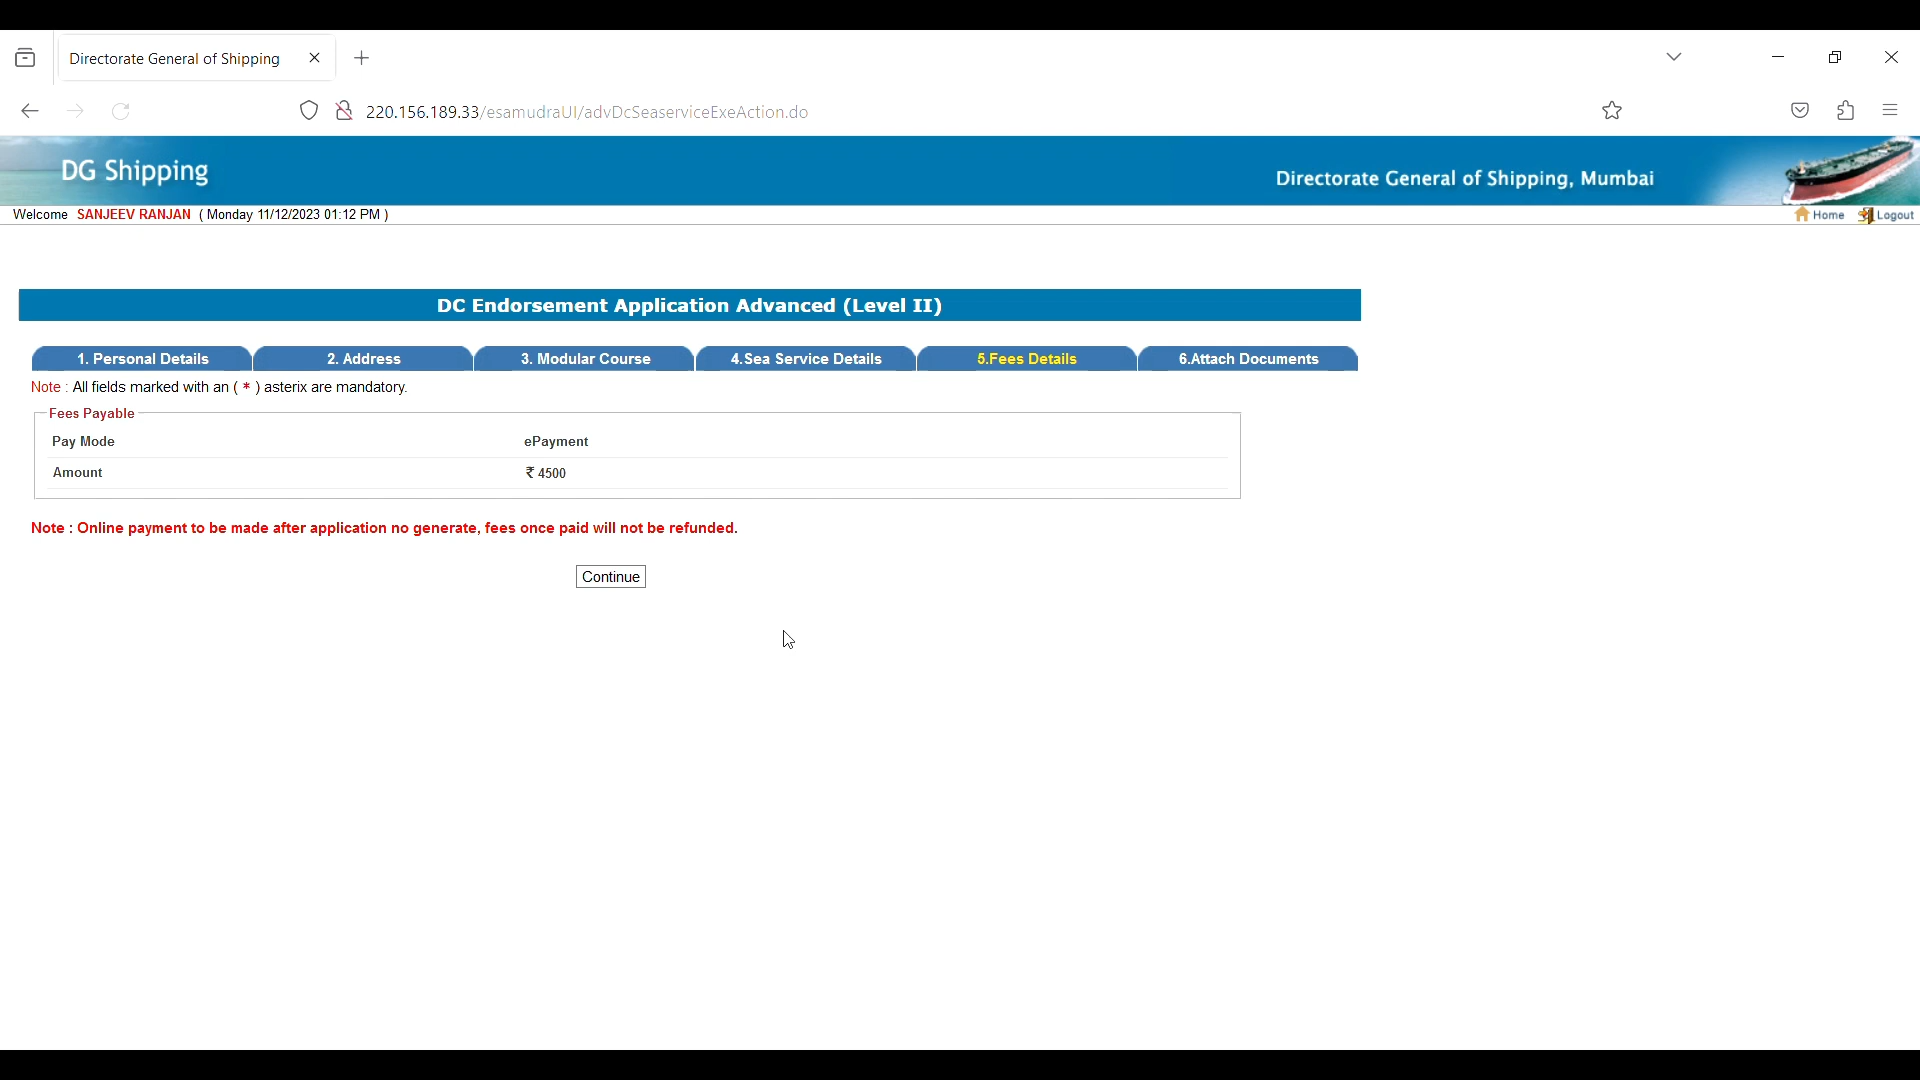 Directorate General of Shipping
220.156.189.33/esamudraUI/advDcSeaserviceExeAction.do
DG Shipping
Directorate General of Shipping, Mumbai
Welcome SANJEEV RANJAN ( Monday 11/12/2023 01:12 PM )
Home Logout
DC Endorsement Application Advanced (Level II)
1. Personal Details 2. Address 3. Modular Course 4.Sea Service Details 5.Fees Details 6.Attach Documents
Note : All fields marked with an ( * ) asterix are mandatory.
Fees Payable
Pay Mode ePayment
Amount ₹ 4500
Note : Online payment to be made after application no generate, fees once paid will not be refunded.
Continue